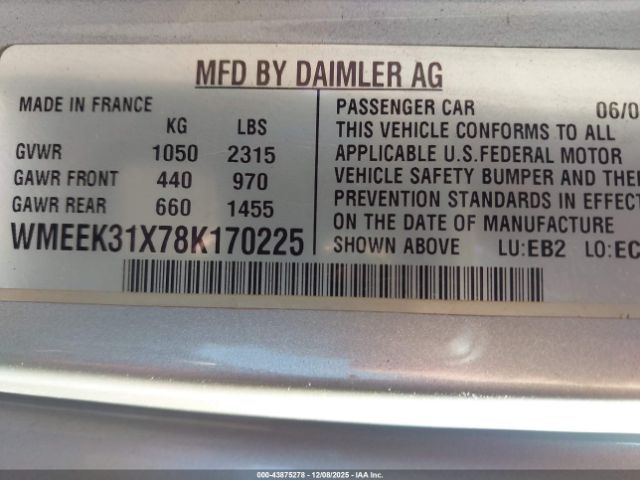 MFD BY DAIMLER AG
MADE IN FRANCE
KG LBS
GVWR 1050 2315
GAWR FRONT 440 970
GAWR REAR 660 1455
WMEEK31X78K170225
PASSENGER CAR 06/0
THIS VEHICLE CONFORMS TO ALL
APPLICABLE U.S.FEDERAL MOTOR
VEHICLE SAFETY BUMPER AND THE
PREVENTION STANDARDS IN EFFECT
ON THE DATE OF MANUFACTURE
SHOWN ABOVE LU:EB2 LO:EC
000-43875278 - 12/08/2025 - IAA, Inc.